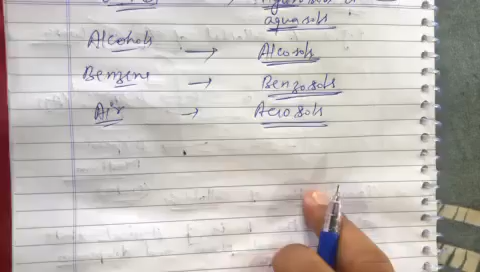 aquasols
Alcohols → Alcosols
Benzene → Benzosols
Air → Aerosols